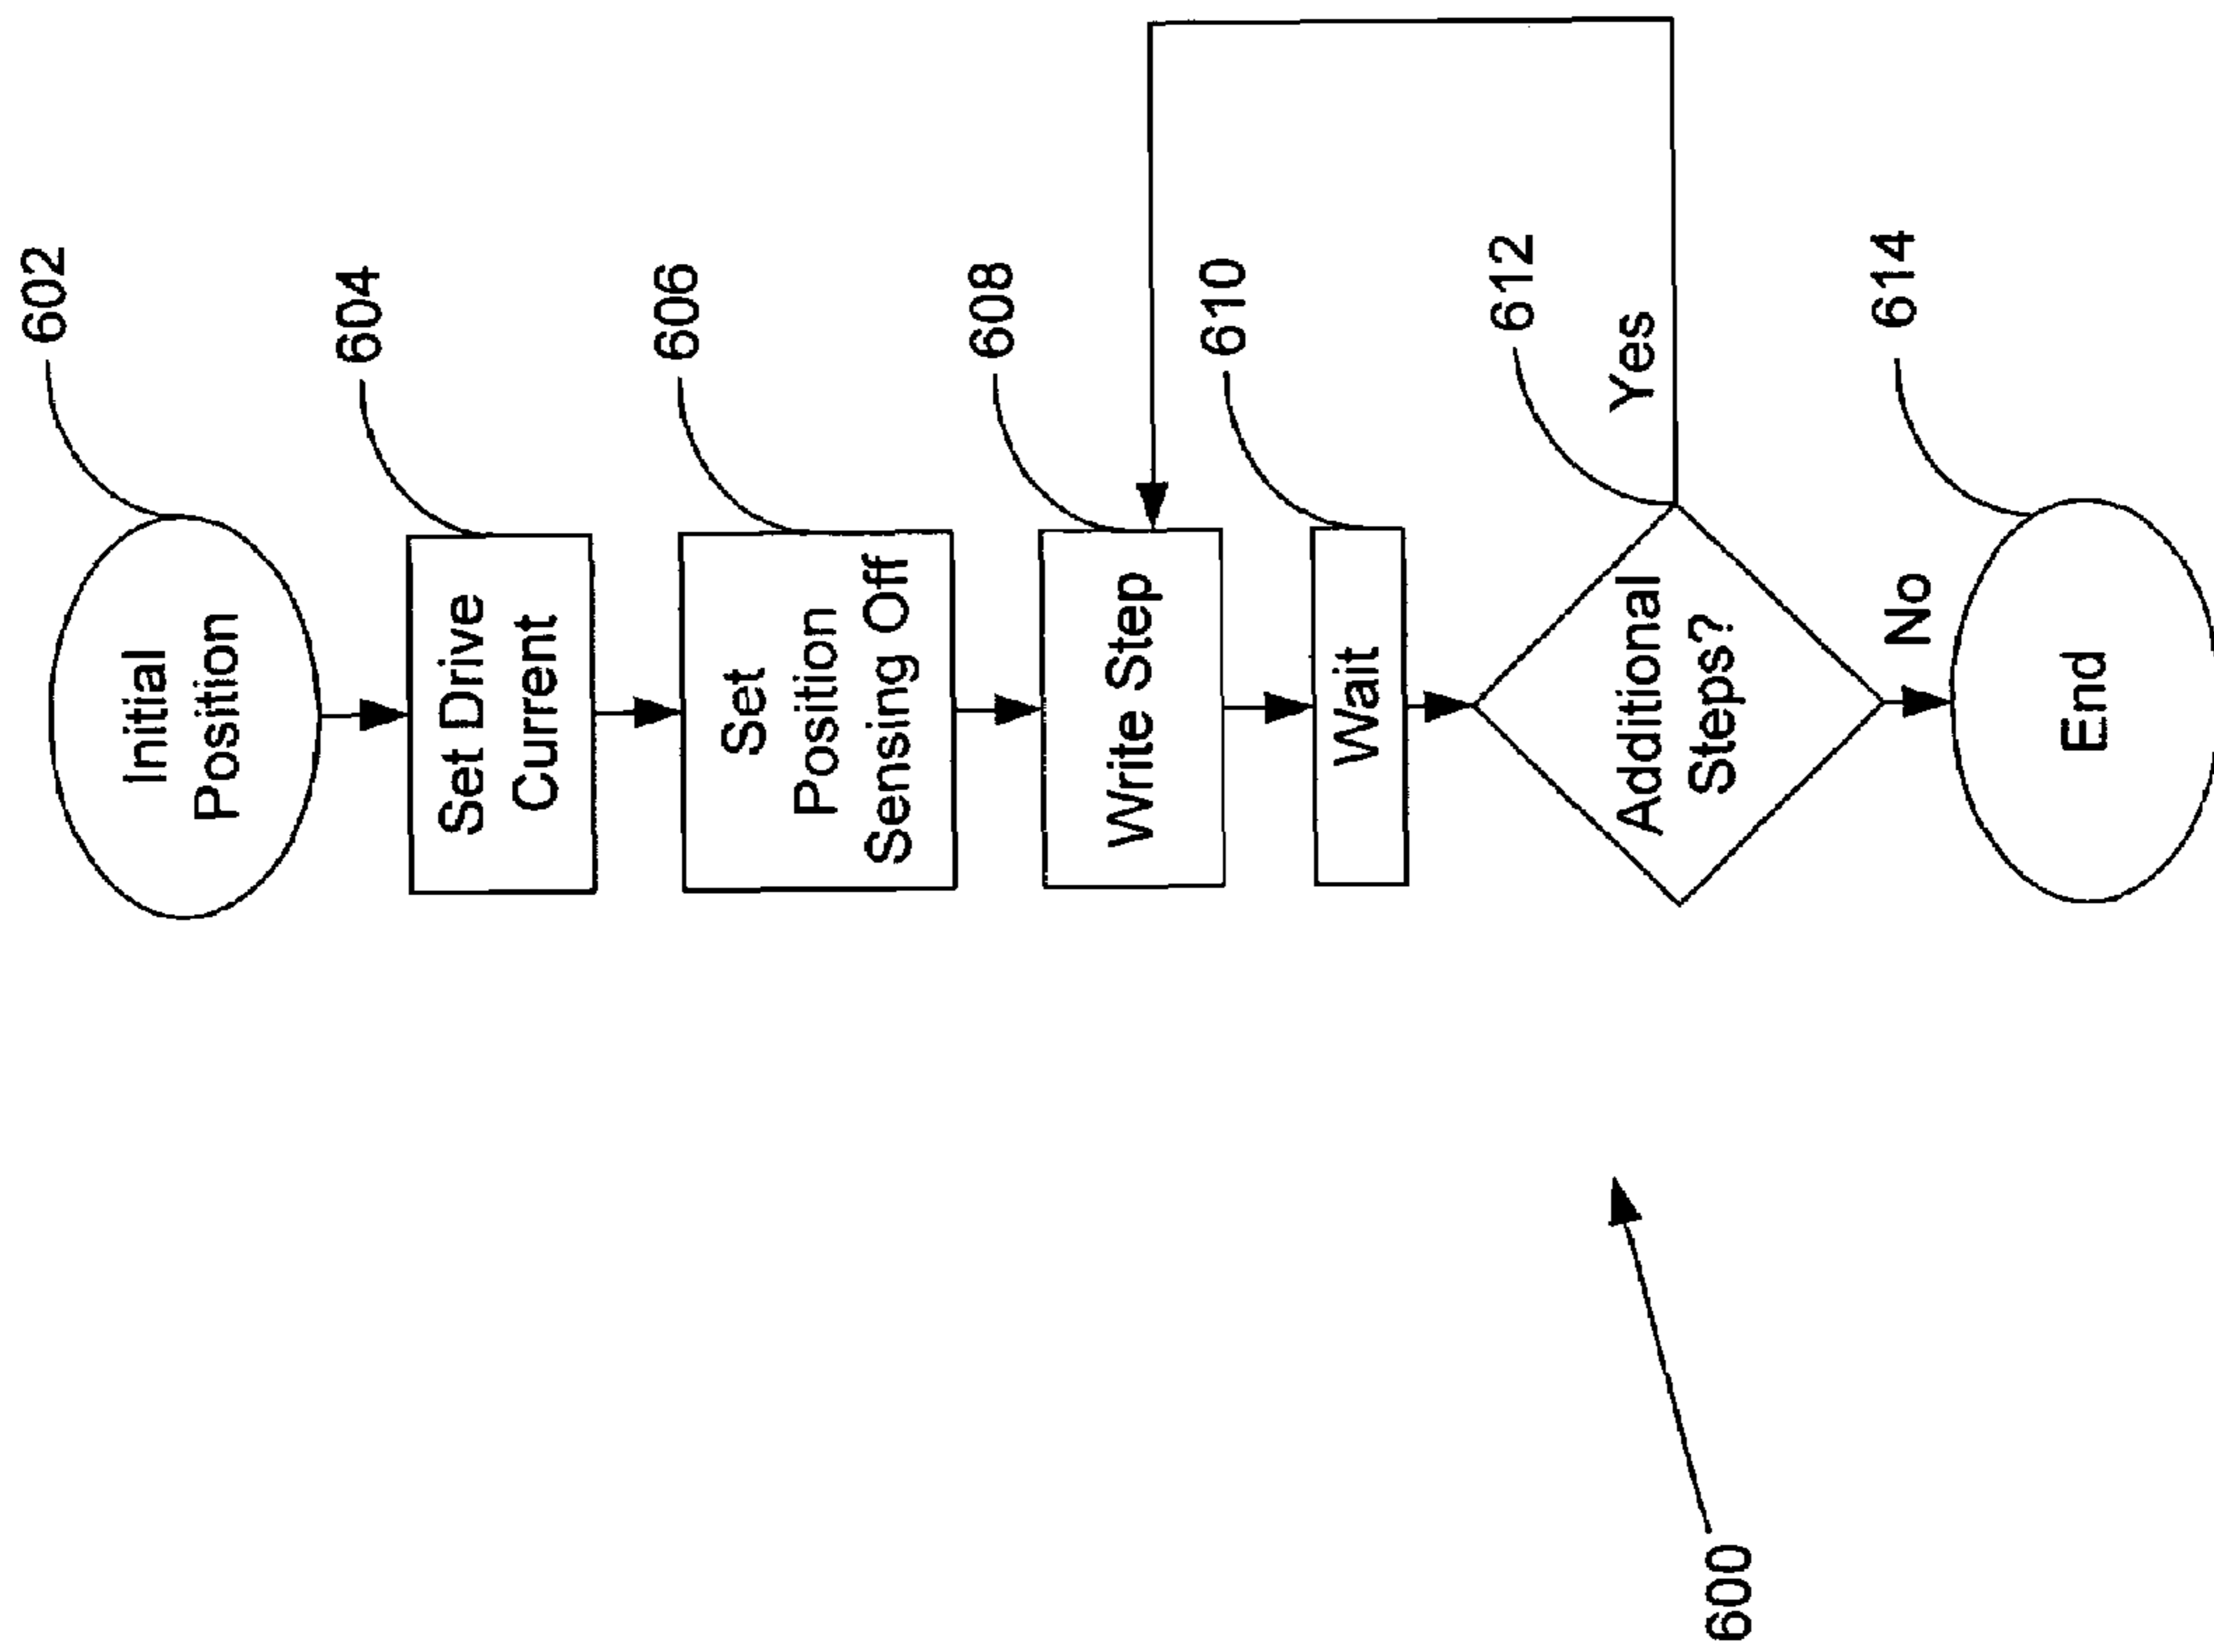 602
Initial
Position
604
Set Drive
Current
606
Set
Position
Sensing Off
608
Write Step
610
Wait
612
Additional
Steps?
Yes
No
614
End
600